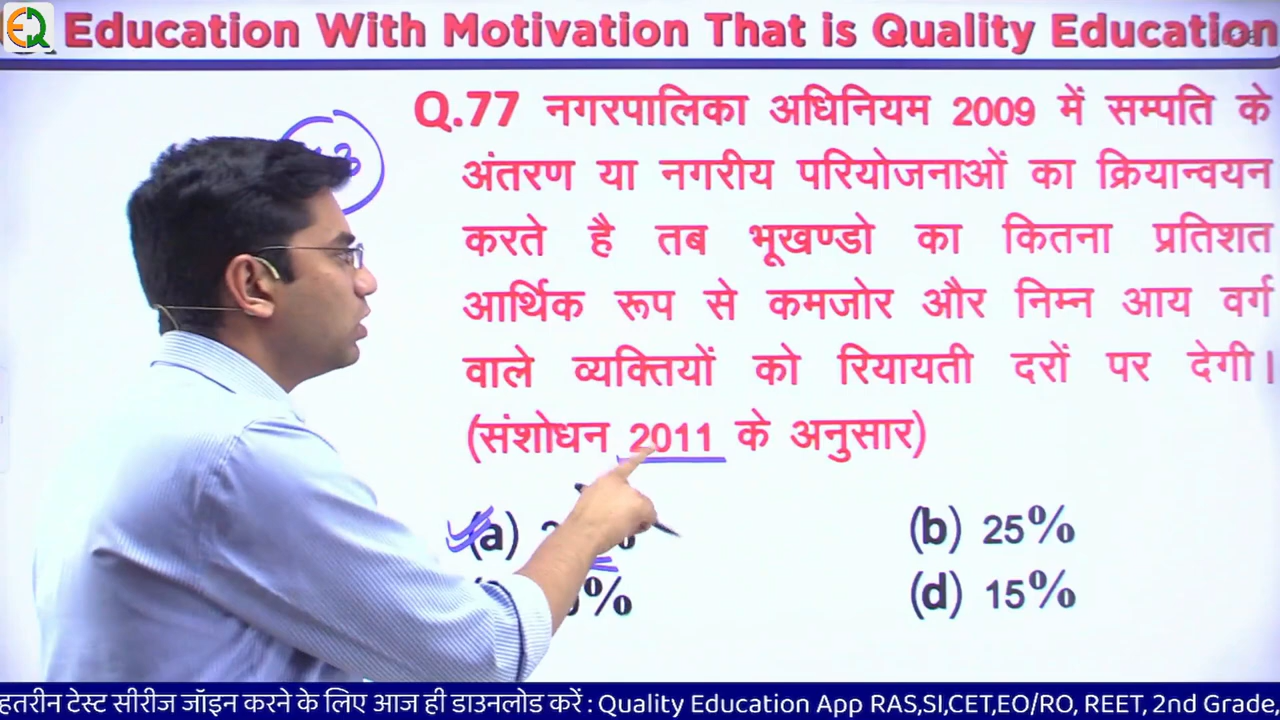 EQ
Education With Motivation That is Quality Education
Q.77 नगरपालिका अधिनियम 2009 में सम्पति के
अंतरण या नगरीय परियोजनाओं का क्रियान्वयन
करते है तब भूखण्डो का कितना प्रतिशत
आर्थिक रूप से कमजोर और निम्न आय वर्ग
वाले व्यक्तियों को रियायती दरों पर देगी।
(संशोधन 2011 के अनुसार)
(a) %
(b) 25%
%
(d) 15%
टेस्ट सीरीज जॉइन करने के लिए आज ही डाउनलोड करें : Quality Education App RAS,SI,CET,EO/RO, REET, 2nd Grade,